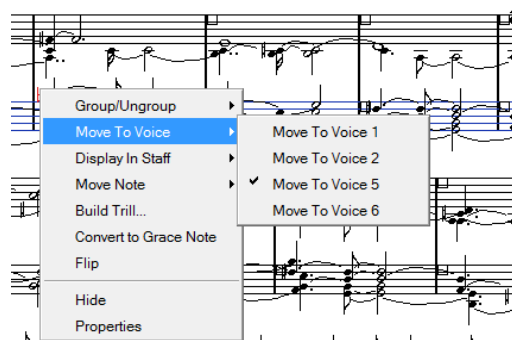 Group/Ungroup
Move To Voice
Display In Staff
Move Note
Build Trill...
Convert to Grace Note
Flip
Hide
Properties
Move To Voice 1
Move To Voice 2
Move To Voice 5
Move To Voice 6